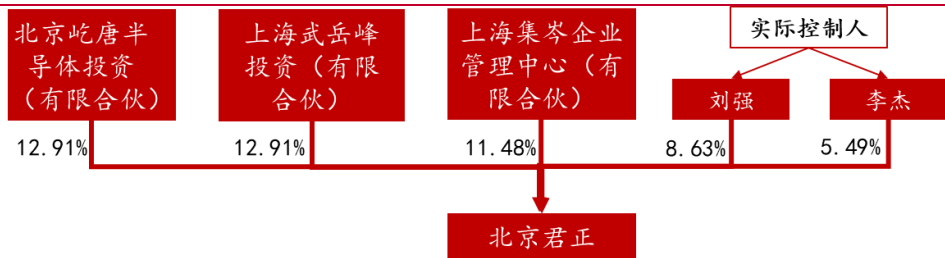 北京屹唐半
导体投资
（有限合伙）
上海武岳峰
投资（有限
合伙）
上海集岑企业
管理中心（有
限合伙）
实际控制人
刘强
李杰
12.91%
12.91%
11.48%
8.63%
5.49%
北京君正